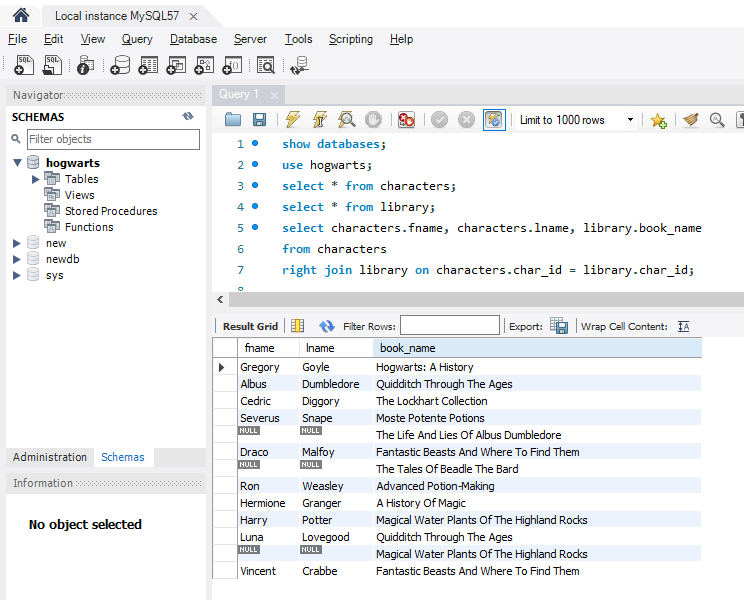 Local instance MySQL57
File Edit View Query Database Server Tools Scripting Help
Navigator
SCHEMAS
Filter objects
hogwarts
Tables
Views
Stored Procedures
Functions
new
newdb
sys
Administration Schemas
Information
No object selected
Query 1
Limit to 1000 rows
1 show databases;
2 use hogwarts;
3 select * from characters;
4 select * from library;
5 select characters.fname, characters.lname, library.book_name
6 from characters
7 right join library on characters.char_id = library.char_id;
Result Grid Filter Rows: Export: Wrap Cell Content: IA
fname lname book_name
Gregory Goyle Hogwarts: A History
Albus Dumbledore Quidditch Through The Ages
Cedric Diggory The Lockhart Collection
Severus Snape Moste Potente Potions
NULL NULL The Life And Lies Of Albus Dumbledore
Draco Malfoy Fantastic Beasts And Where To Find Them
NULL NULL The Tales Of Beadle The Bard
Ron Weasley Advanced Potion-Making
Hermione Granger A History Of Magic
Harry Potter Magical Water Plants Of The Highland Rocks
Luna Lovegood Quidditch Through The Ages
NULL NULL Magical Water Plants Of The Highland Rocks
Vincent Crabbe Fantastic Beasts And Where To Find Them